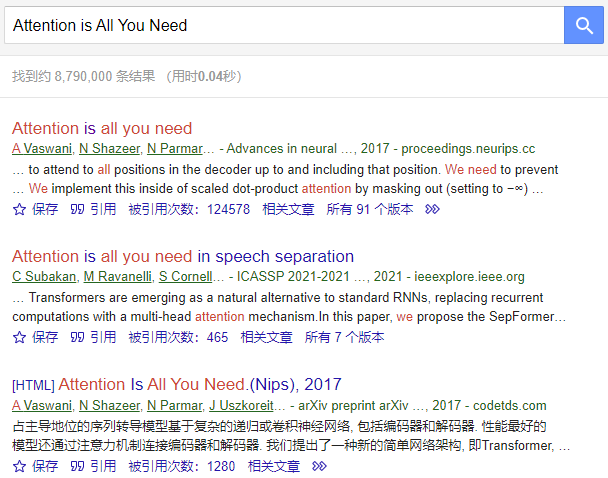 Attention is All You Need
找到约 8,790,000 条结果 （用时0.04秒）
Attention is all you need
A Vaswani, N Shazeer, N Parmar… - Advances in neural …, 2017 - proceedings.neurips.cc
… to attend to all positions in the decoder up to and including that position. We need to prevent
… We implement this inside of scaled dot-product attention by masking out (setting to −∞) …
保存 引用 被引用次数：124578 相关文章 所有 91 个版本
Attention is all you need in speech separation
C Subakan, M Ravanelli, S Cornell… - ICASSP 2021-2021 …, 2021 - ieeexplore.ieee.org
… Transformers are emerging as a natural alternative to standard RNNs, replacing recurrent
computations with a multi-head attention mechanism.In this paper, we propose the SepFormer…
保存 引用 被引用次数：465 相关文章 所有 7 个版本
[HTML] Attention Is All You Need.(Nips), 2017
A Vaswani, N Shazeer, N Parmar, J Uszkoreit… - arXiv preprint arXiv …, 2017 - codetds.com
占主导地位的序列转导模型基于复杂的递归或卷积神经网络, 包括编码器和解码器. 性能最好的
模型还通过注意力机制连接编码器和解码器. 我们提出了一种新的简单网络架构, 即Transformer, …
保存 引用 被引用次数：1280 相关文章